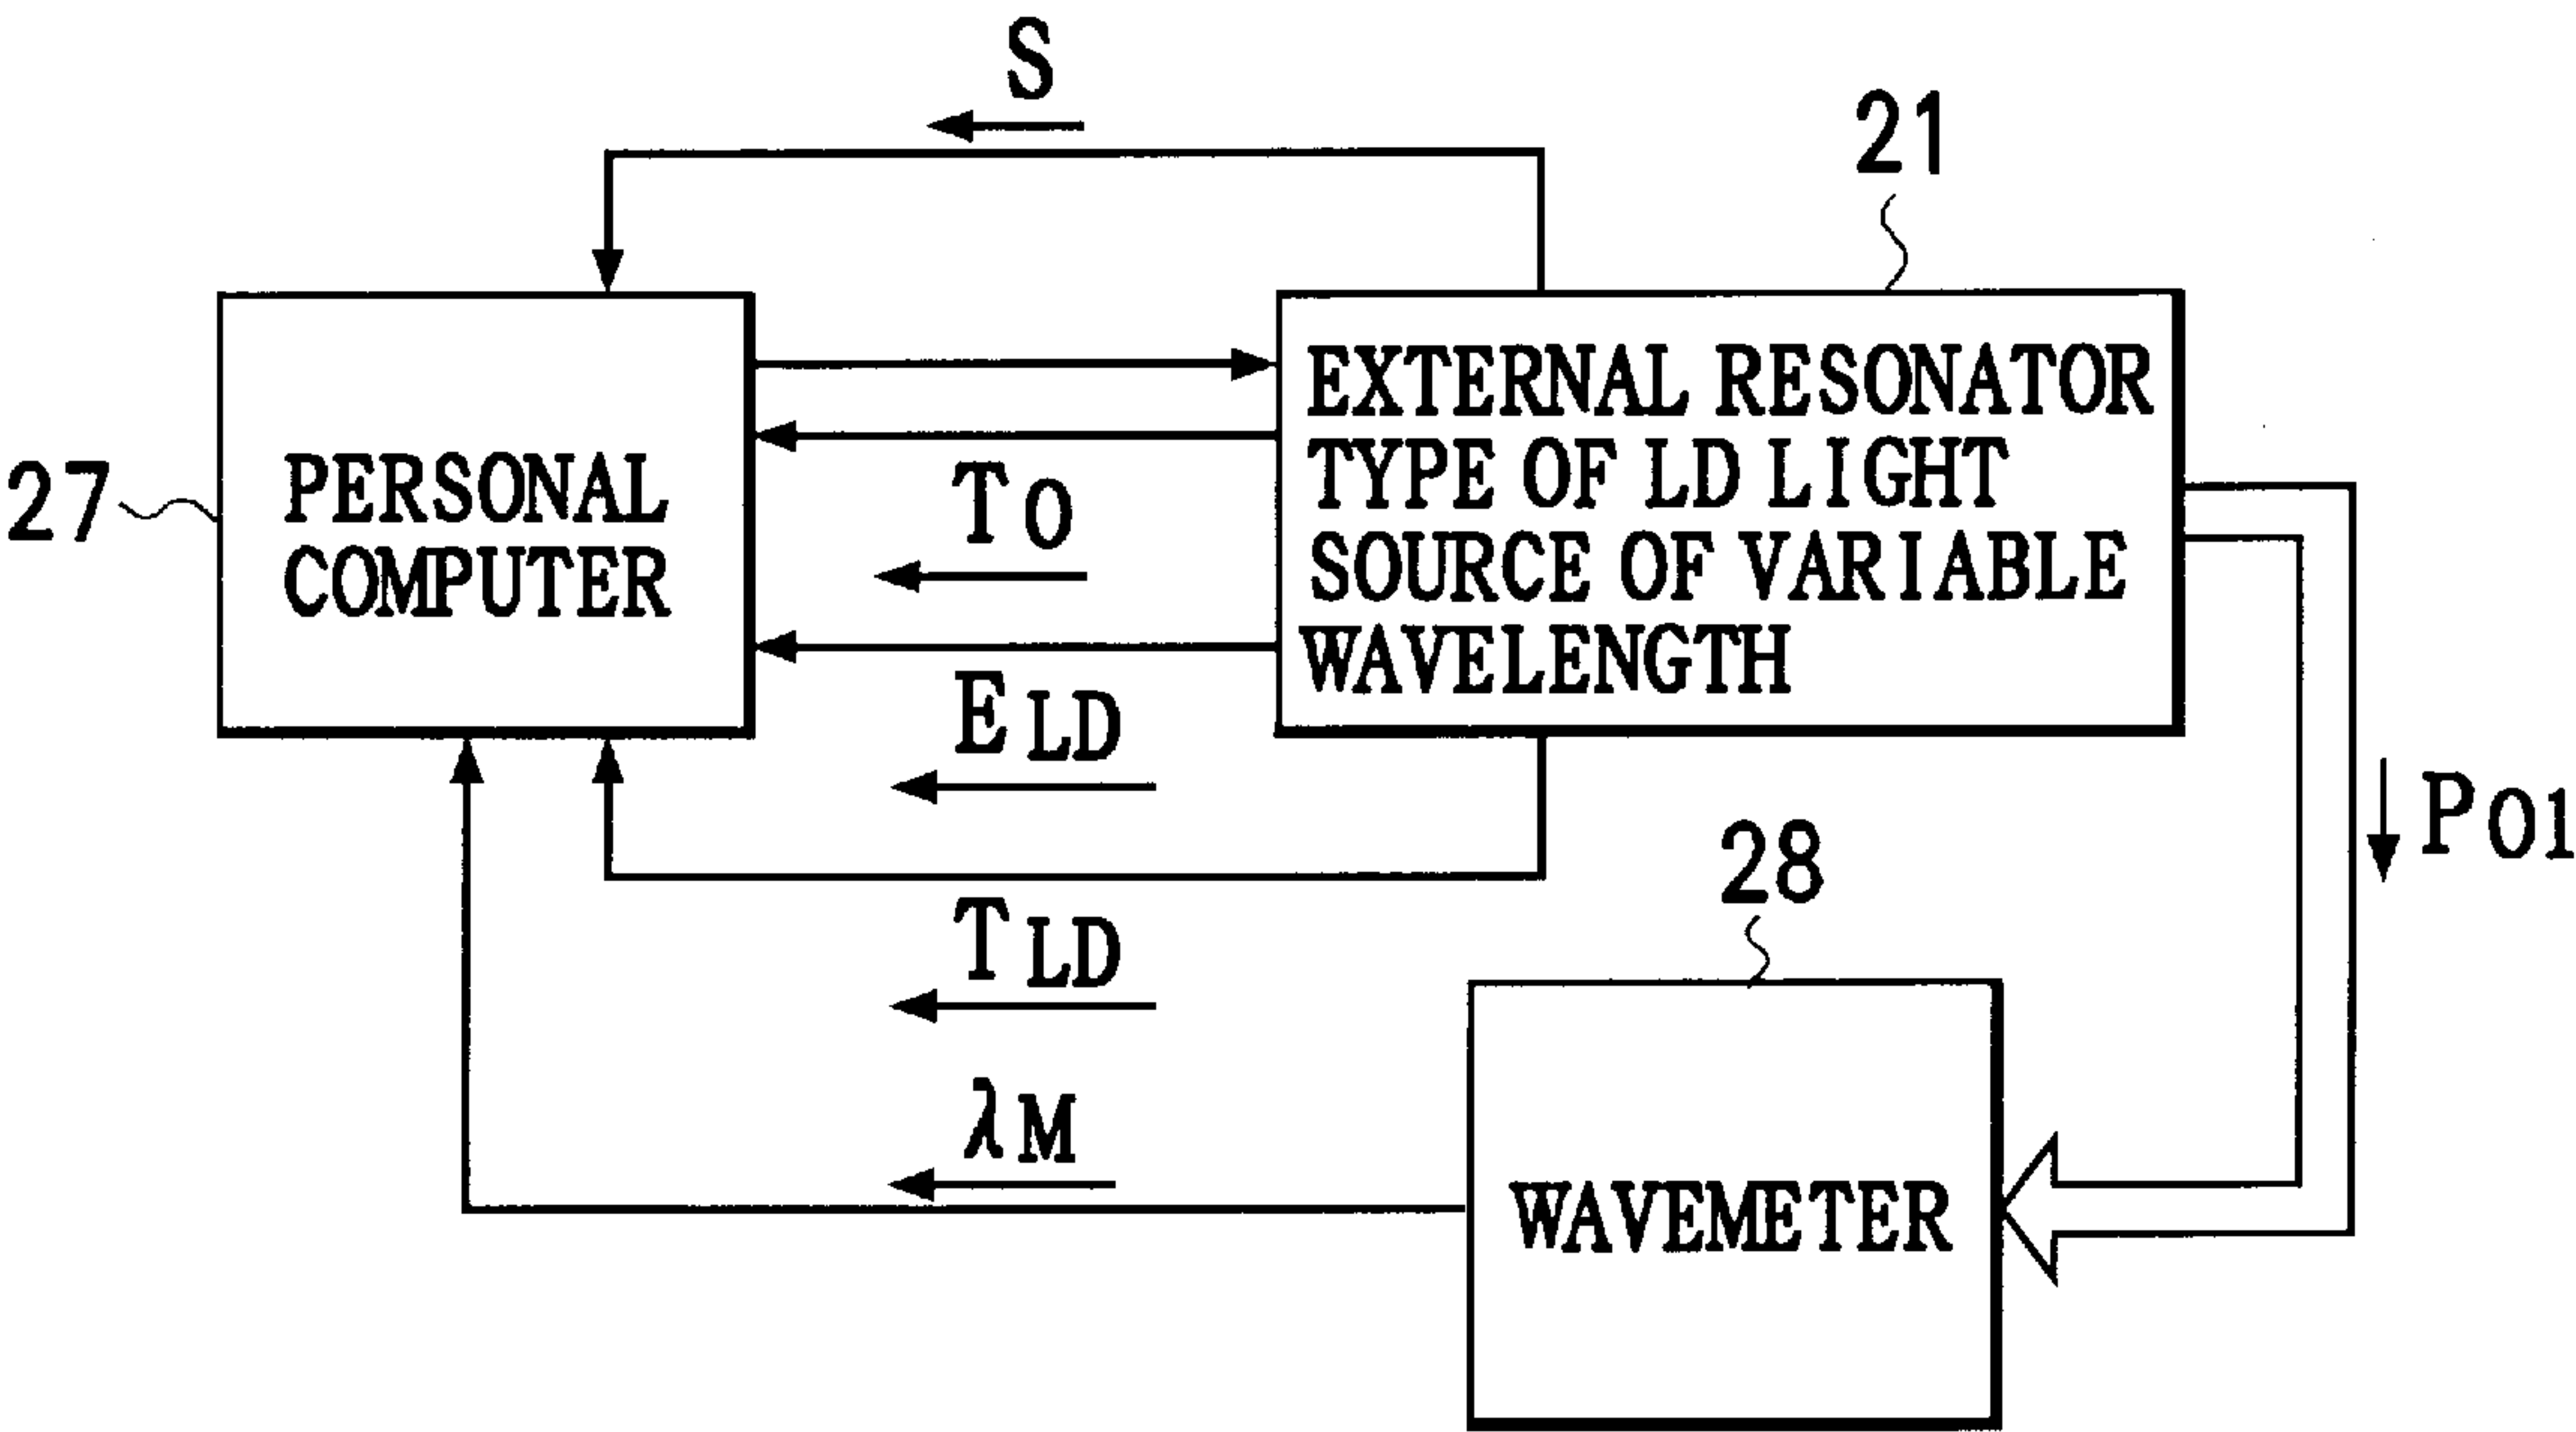 S
21
27
PERSONAL
COMPUTER
EXTERNAL RESONATOR
TYPE OF LD LIGHT
SOURCE OF VARIABLE
WAVELENGTH
TO
ELD
TLD
λM
PO1
28
WAVEMETER